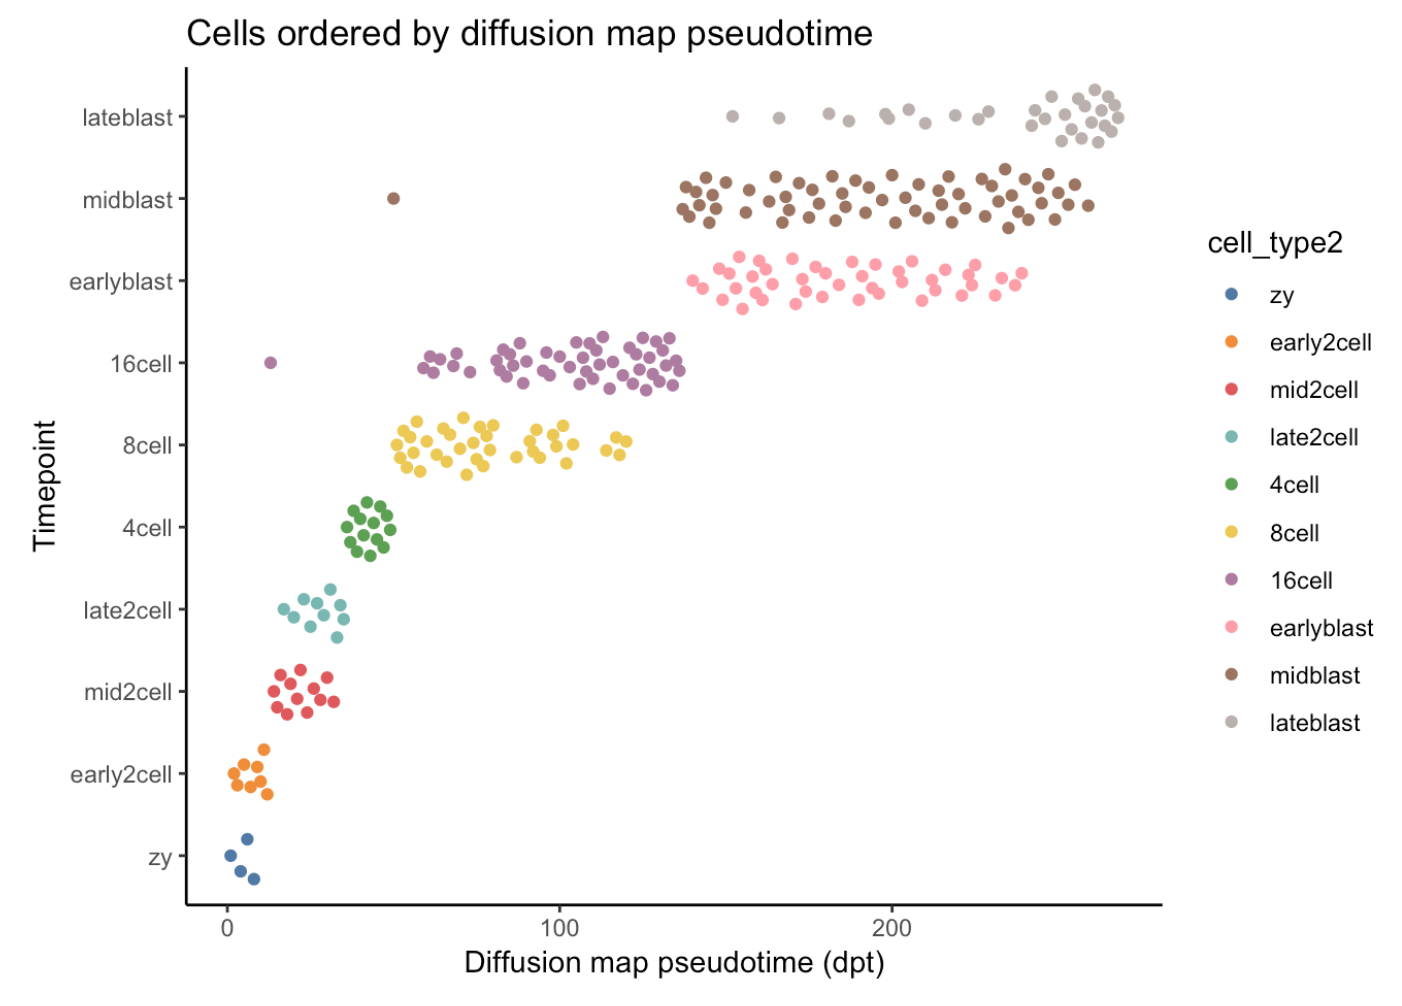 Cells ordered by diffusion map pseudotime
lateblast
midblast
earlyblast
16cell
8cell
4cell
late2cell
mid2cell
early2cell
zy
Timepoint
0 100 200
Diffusion map pseudotime (dpt)
cell_type2
zy
early2cell
mid2cell
late2cell
4cell
8cell
16cell
earlyblast
midblast
lateblast